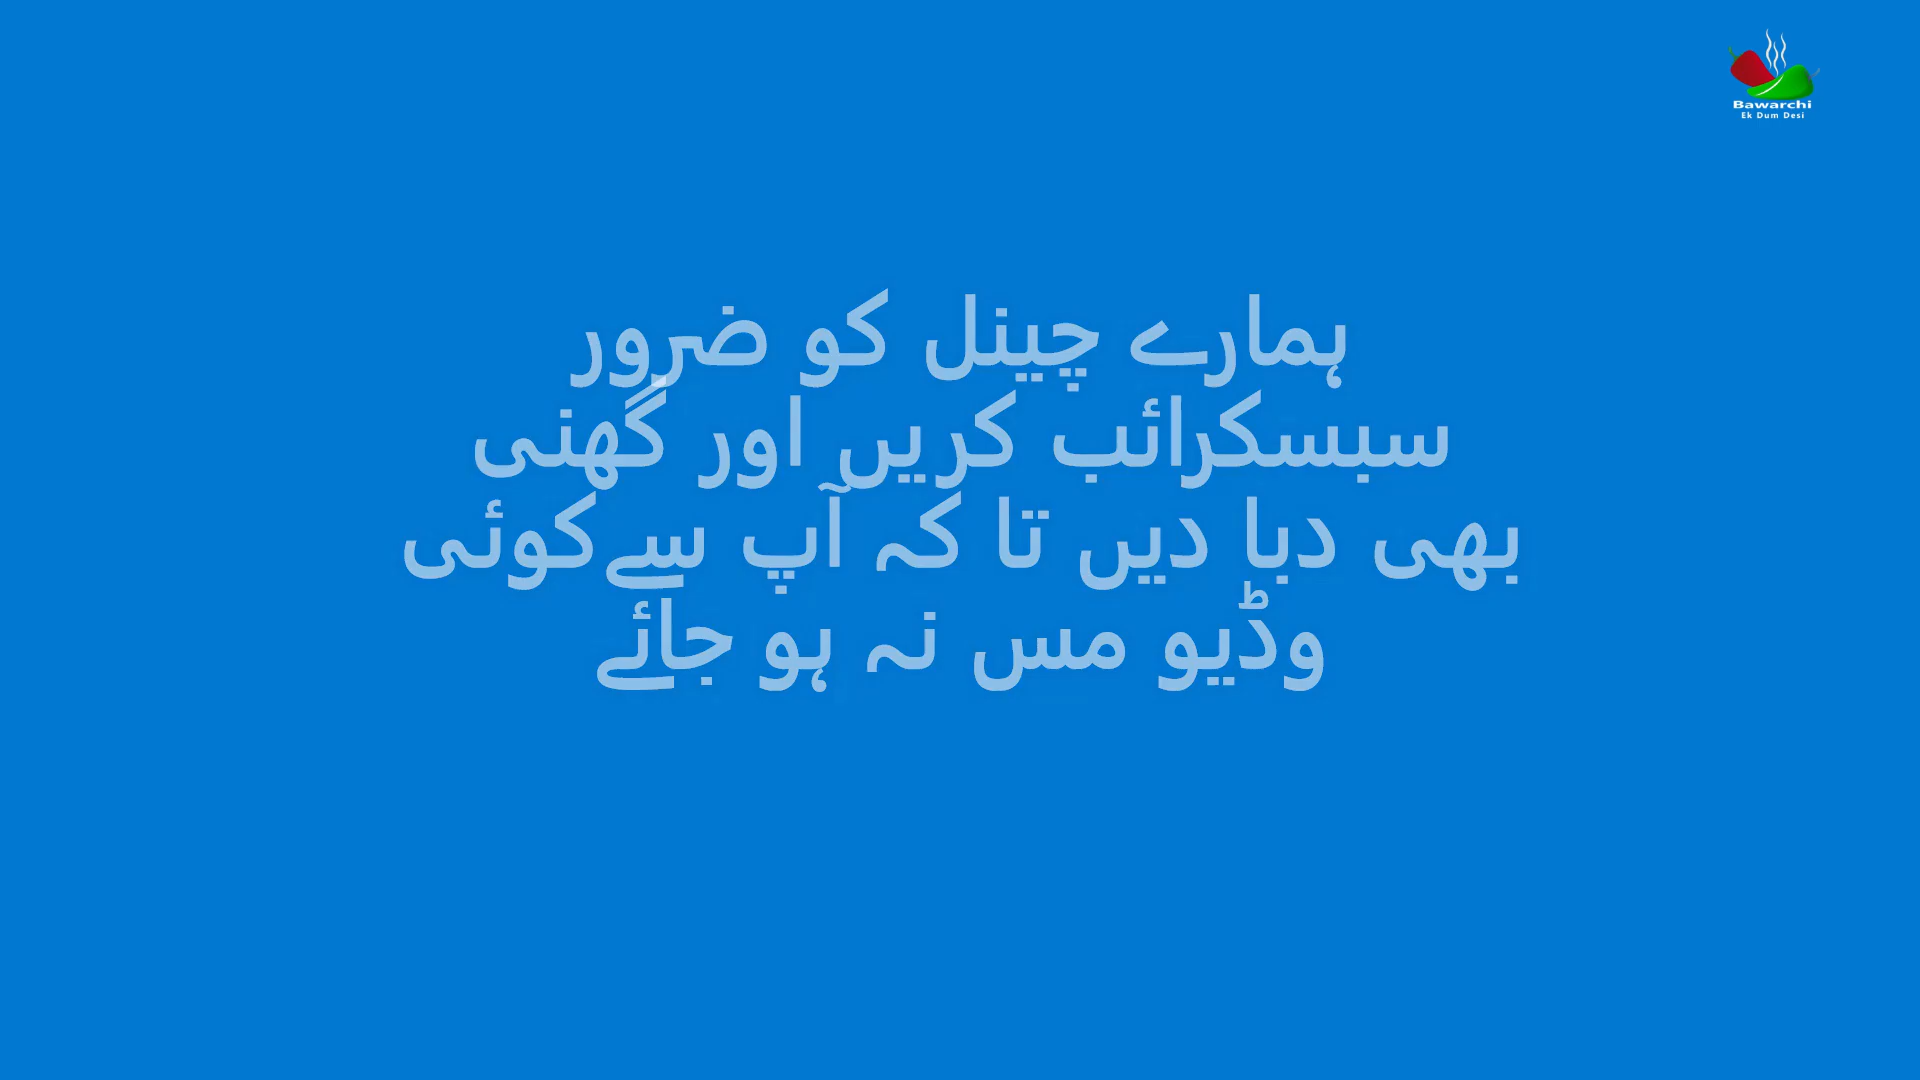 Bawarchi
Ek Dum Desi
ہمارے چینل کو ضرور
سبسکرائب کریں اور گھنی
بھی دبا دیں تا کہ آپ سےکوئی
وڈیو مس نہ ہو جائے